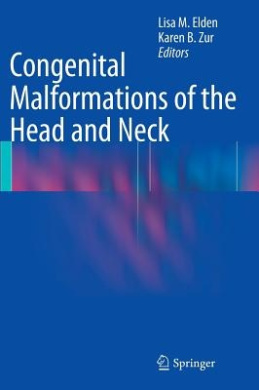 Lisa M. Elden
Karen B. Zur
Editors
Congenital
Malformations of the
Head and Neck
Springer